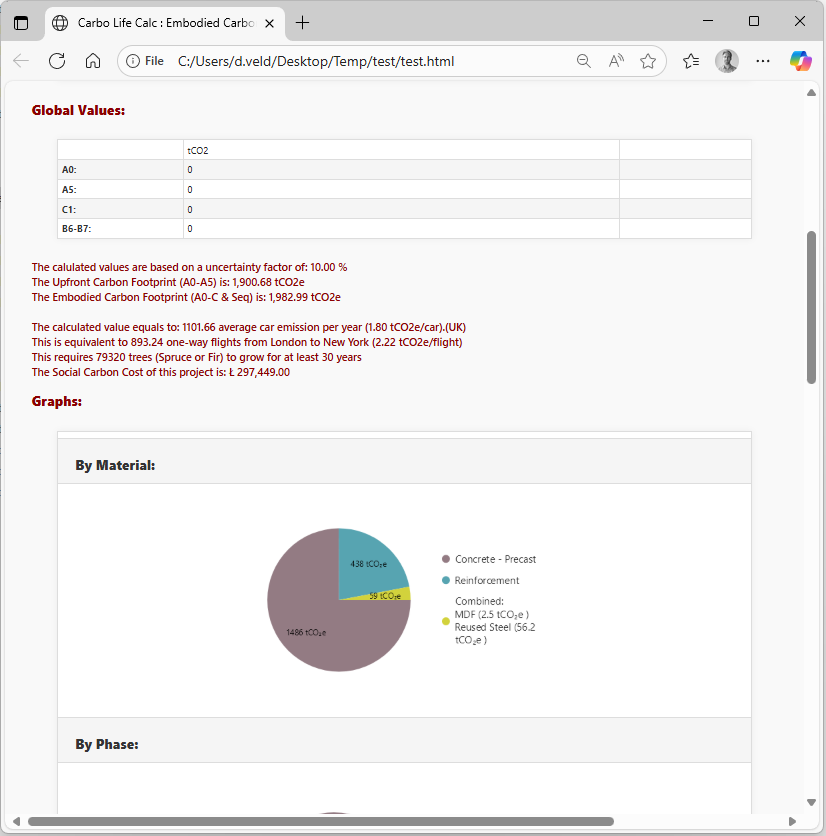 Carbo Life Calc : Embodied Carbo
File C:/Users/d.veld/Desktop/Temp/test/test.html
Global Values:
tCO2
A0: 0
A5: 0
C1: 0
B6-B7: 0
The calulated values are based on a uncertainty factor of: 10.00 %
The Upfront Carbon Footprint (A0-A5) is: 1,900.68 tCO2e
The Embodied Carbon Footprint (A0-C & Seq) is: 1,982.99 tCO2e
The calculated value equals to: 1101.66 average car emission per year (1.80 tCO2e/car).(UK)
This is equivalent to 893.24 one-way flights from London to New York (2.22 tCO2e/flight)
This requires 79320 trees (Spruce or Fir) to grow for at least 30 years
The Social Carbon Cost of this project is: Ł 297,449.00
Graphs:
By Material:
438 tCO₂e
59 tCO₂e
1486 tCO₂e
Concrete - Precast
Reinforcement
Combined:
MDF (2.5 tCO₂e )
Reused Steel (56.2
tCO₂e )
By Phase: